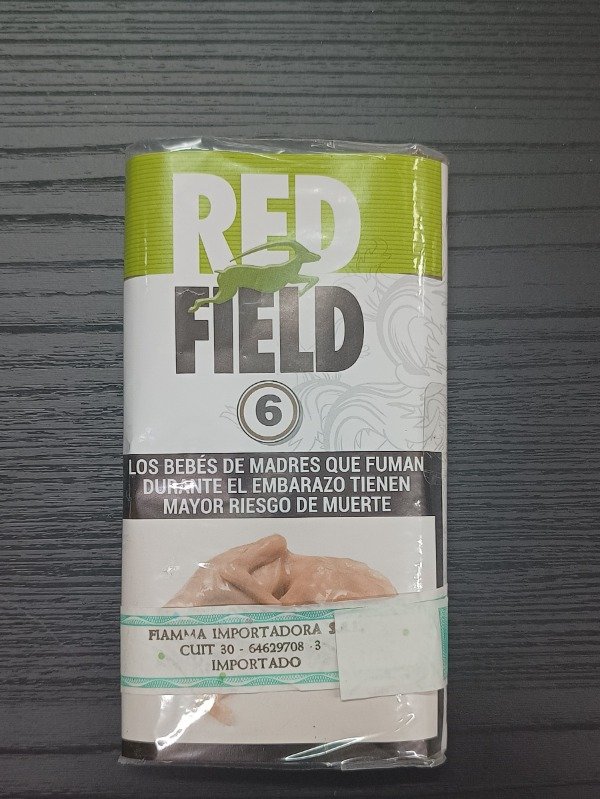 RED
FIELD
6
LOS BEBÉS DE MADRES QUE FUMAN
DURANTE EL EMBARAZO TIENEN
MAYOR RIESGO DE MUERTE
FIAMMA IMPORTADORA
CUIT 30 - 64629708 - 3
IMPORTADO